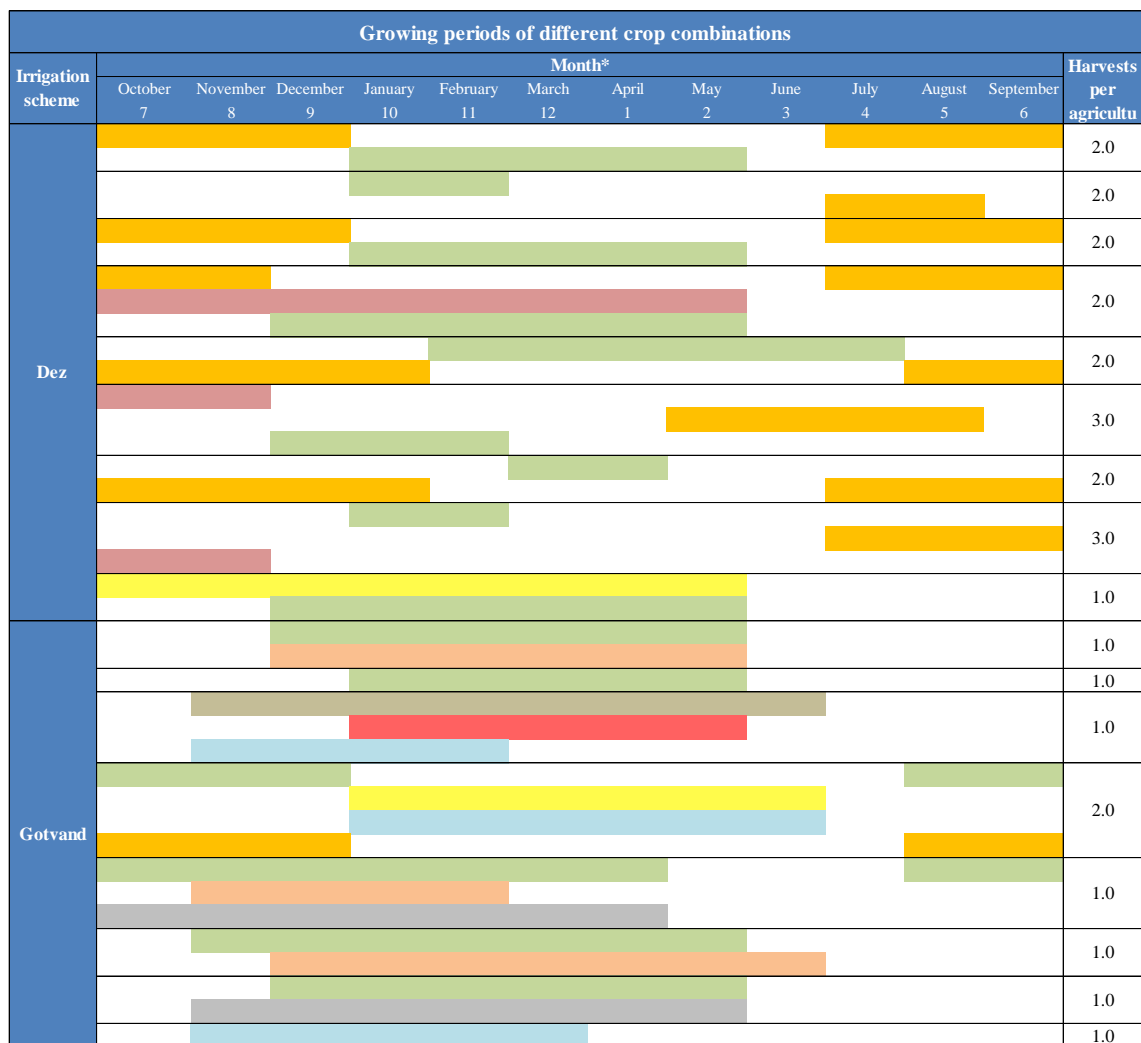 Growing periods of different crop combinations
Irrigation scheme
Month*
Harvests per agricultu
October November December January February March April May June July August September
7 8 9 10 11 12 1 2 3 4 5 6
Dez
2.0
2.0
2.0
2.0
2.0
3.0
2.0
3.0
1.0
Gotvand
1.0
1.0
1.0
2.0
1.0
1.0
1.0
1.0